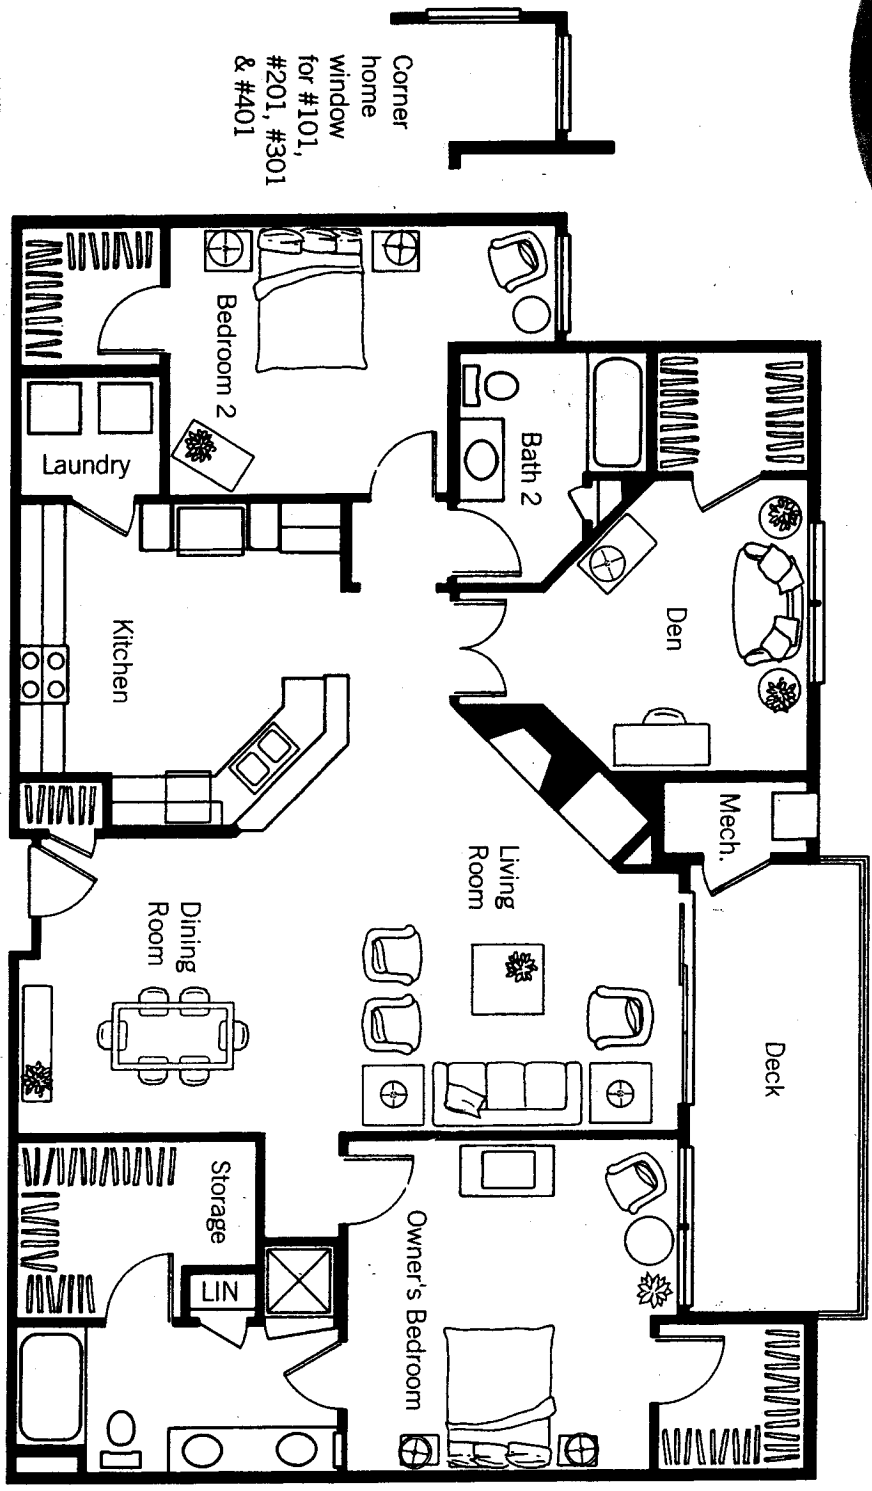 Corner
home
window
for #101,
#201, #301
& #401
Bedroom 2
Bath 2
Laundry
Kitchen
Den
Mech.
Living
Room
Dining
Room
Deck
Storage
LIN
Owner's Bedroom